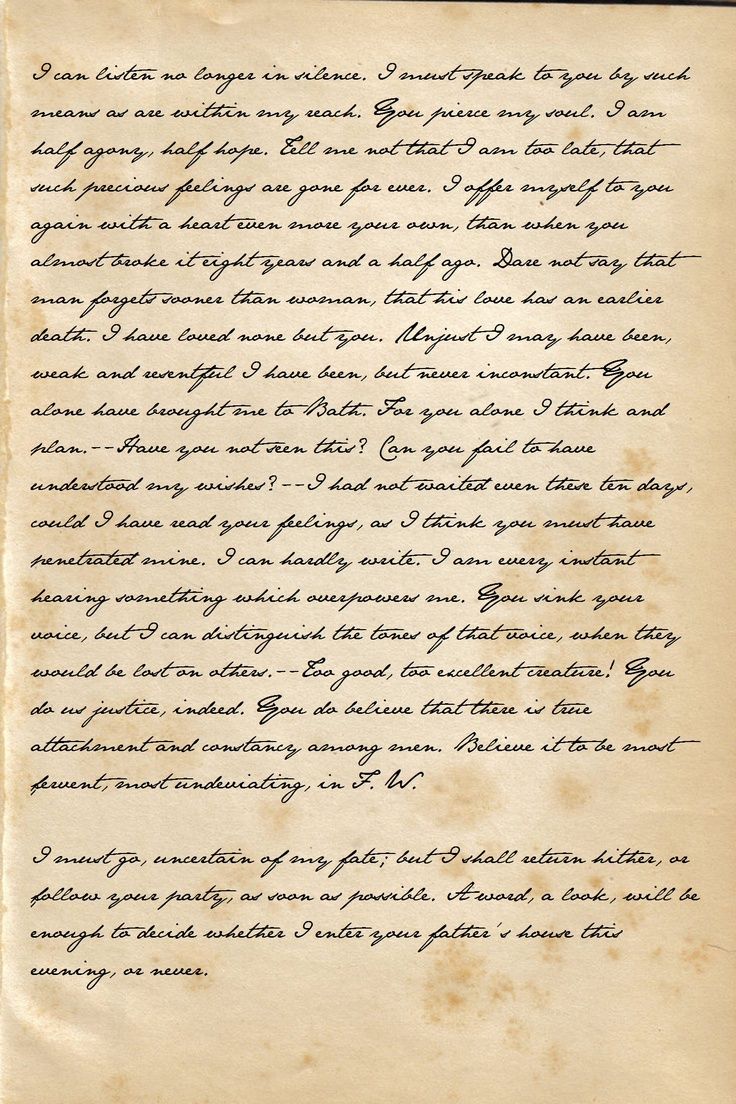 I can listen no longer in silence. I must speak to you by such
means as are within my reach. You pierce my soul. I am
half agony, half hope. Tell me not that I am too late, that
such precious feelings are gone for ever. I offer myself to you
again with a heart even more your own, than when you
almost broke it eight years and a half ago. Dare not say that
man forgets sooner than woman, that his love has an earlier
death. I have loved none but you. Unjust I may have been,
weak and resentful I have been, but never inconstant. You
alone have brought me to Bath. For you alone I think and
plan.--Have you not seen this? Can you fail to have
understood my wishes?--I had not waited even these ten days,
could I have read your feelings, as I think you must have
penetrated mine. I can hardly write. I am every instant
hearing something which overpowers me. You sink your
voice, but I can distinguish the tones of that voice, when they
would be lost on others.--Too good, too excellent creature! You
do us justice, indeed. You do believe that there is true
attachment and constancy among men. Believe it to be most
fervent, most undeviating, in F. W.

I must go, uncertain of my fate; but I shall return hither, or
follow your party, as soon as possible. A word, a look, will be
enough to decide whether I enter your father's house this
evening, or never.